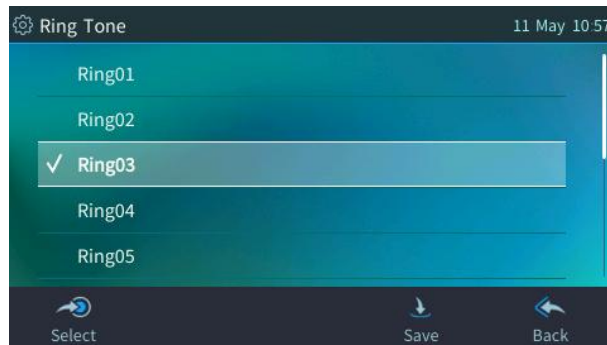 Ring Tone 11 May 10:57
Ring01
Ring02
Ring03
Ring04
Ring05
Select Save Back